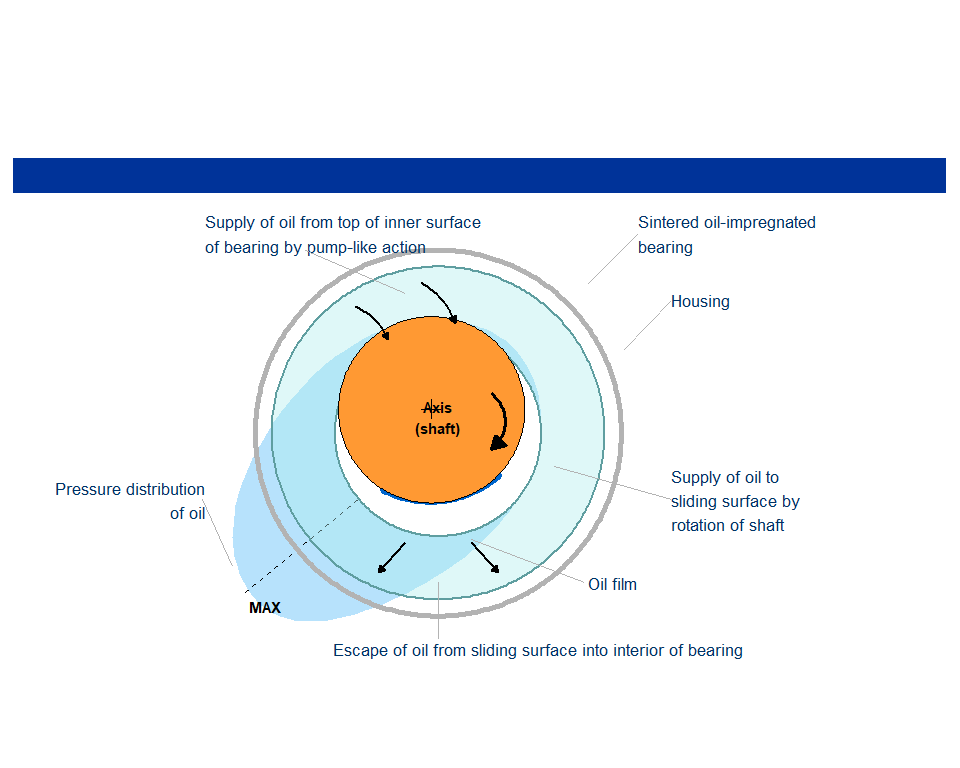 Supply of oil from top of inner surface
of bearing by pump-like action
Sintered oil-impregnated
bearing
Housing
Axis
(shaft)
Pressure distribution
of oil
Supply of oil to
sliding surface by
rotation of shaft
Oil film
MAX
Escape of oil from sliding surface into interior of bearing